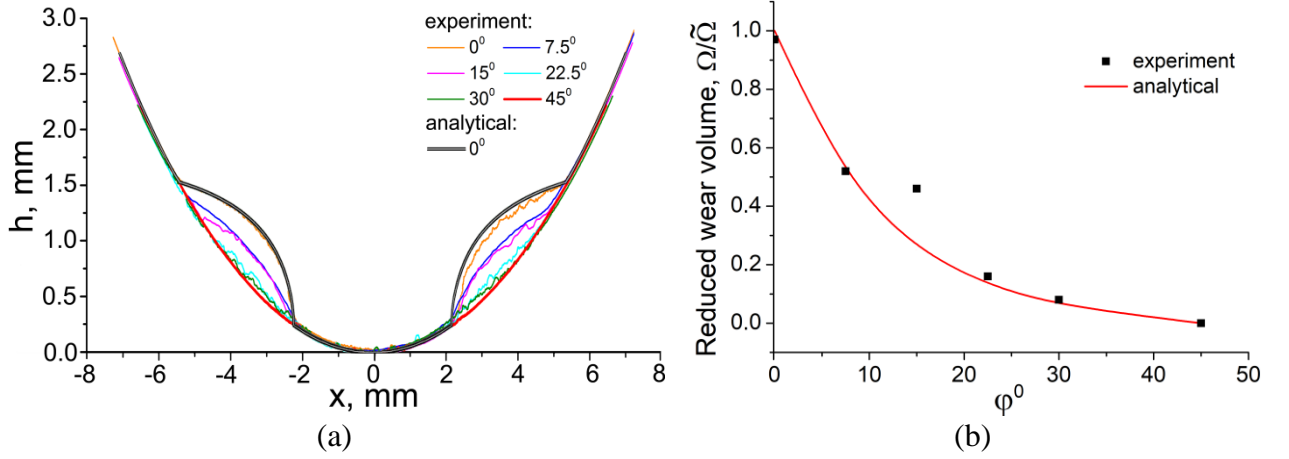 3.0
2.5
2.0
1.5
1.0
0.5
0.0
h, mm
-8 -6 -4 -2 0 2 4 6 8
x, mm
experiment:
0⁰ 7.5⁰
15⁰ 22.5⁰
30⁰ 45⁰
analytical:
0⁰
(a)
1.0
0.8
0.6
0.4
0.2
0.0
Reduced wear volume, Ω/Ω̃
0 10 20 30 40 50
φ⁰
experiment
analytical
(b)